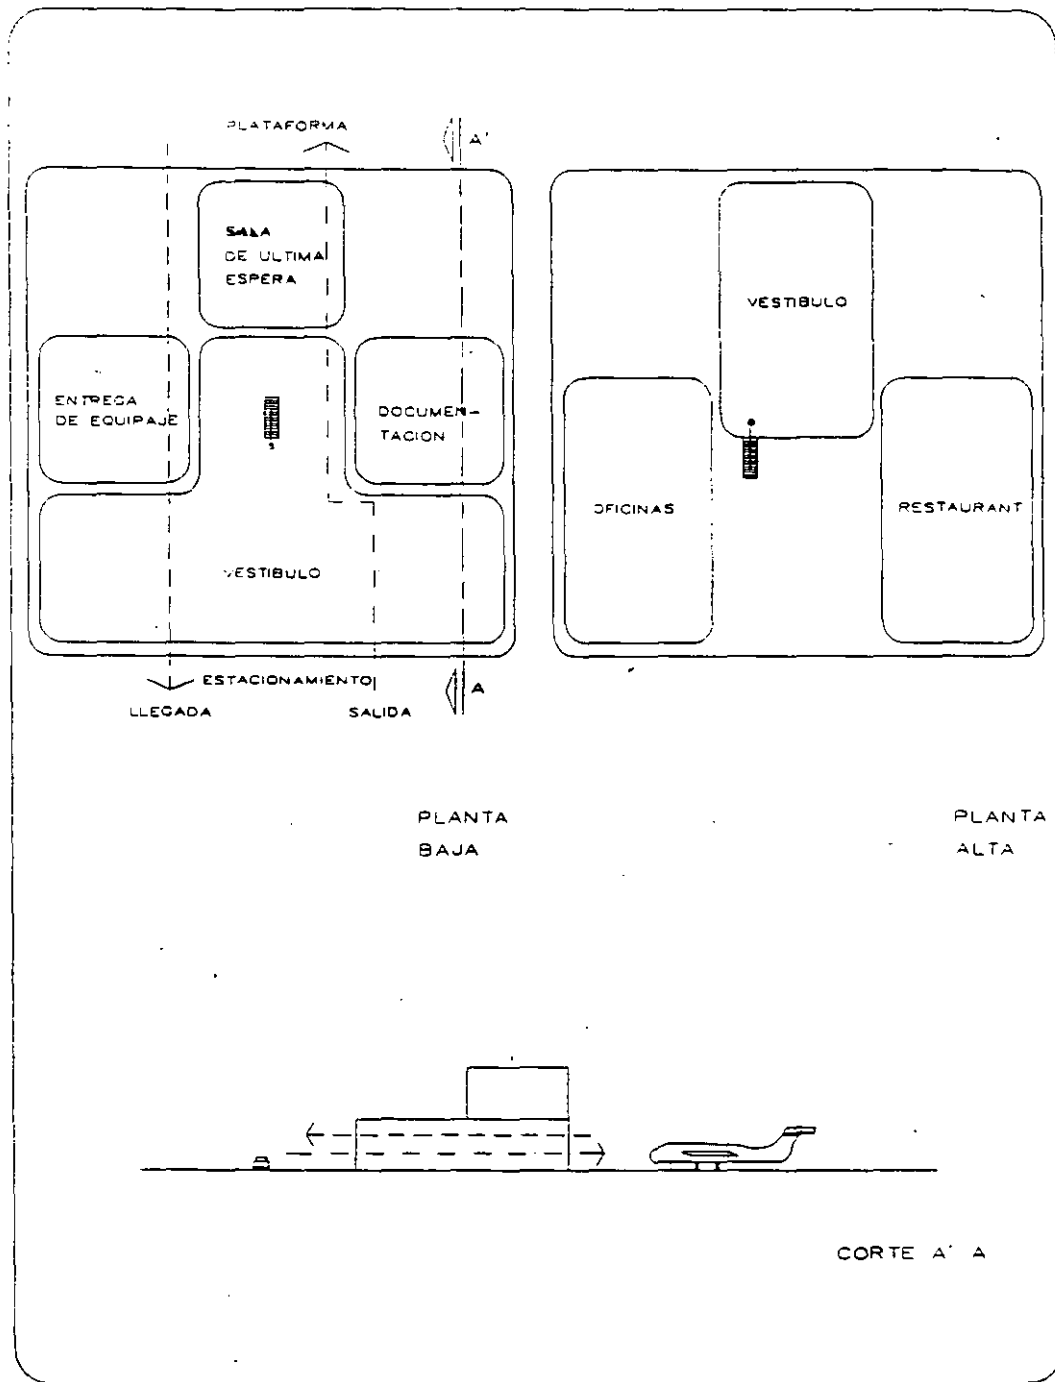 PLATAFORMA
A'
SALA
DE ULTIMA
ESPERA
VESTIBULO
ENTREGA
DE EQUIPAJE
DOCUMEN-
TACION
OFICINAS
RESTAURANT
VESTIBULO
ESTACIONAMIENTO
A
LLEGADA
SALIDA
PLANTA
BAJA
PLANTA
ALTA
CORTE A' A